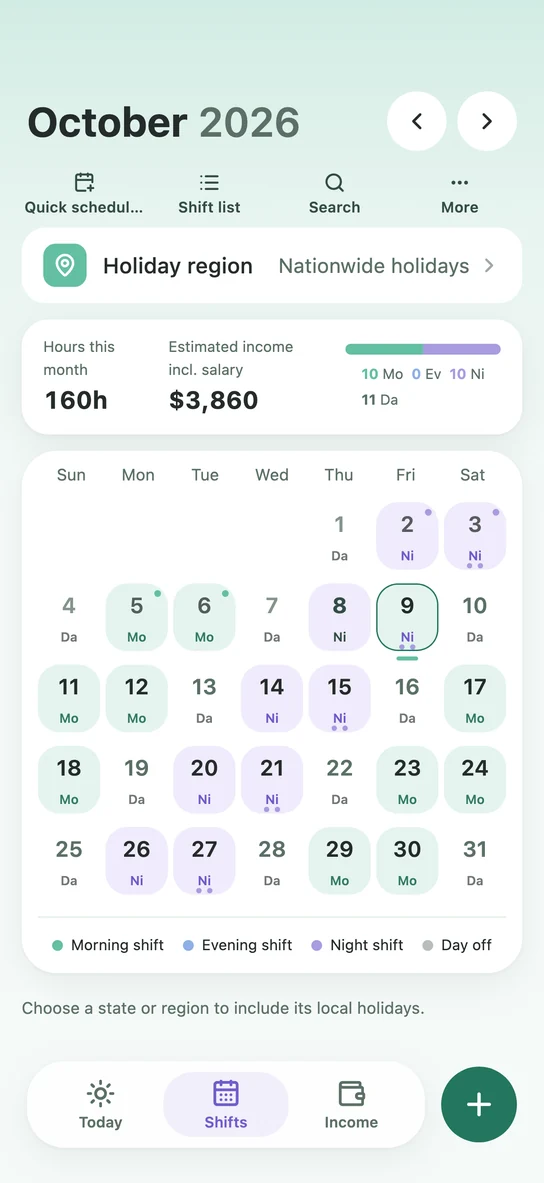 October 2026
Quick schedul...
Shift list
Search
More
Holiday region
Nationwide holidays
Hours this
month
160h
Estimated income
incl. salary
$3,860
10 Mo 0 Ev 10 Ni
11 Da
Sun Mon Tue Wed Thu Fri Sat
1 2 3
Da Ni Ni
4 5 6 7 8 9 10
Da Mo Mo Da Ni Ni Da
11 12 13 14 15 16 17
Mo Mo Da Ni Ni Da Mo
18 19 20 21 22 23 24
Mo Da Ni Ni Da Mo Mo
25 26 27 28 29 30 31
Da Ni Ni Da Mo Mo Da
Morning shift Evening shift Night shift Day off
Choose a state or region to include its local holidays.
Today
Shifts
Income